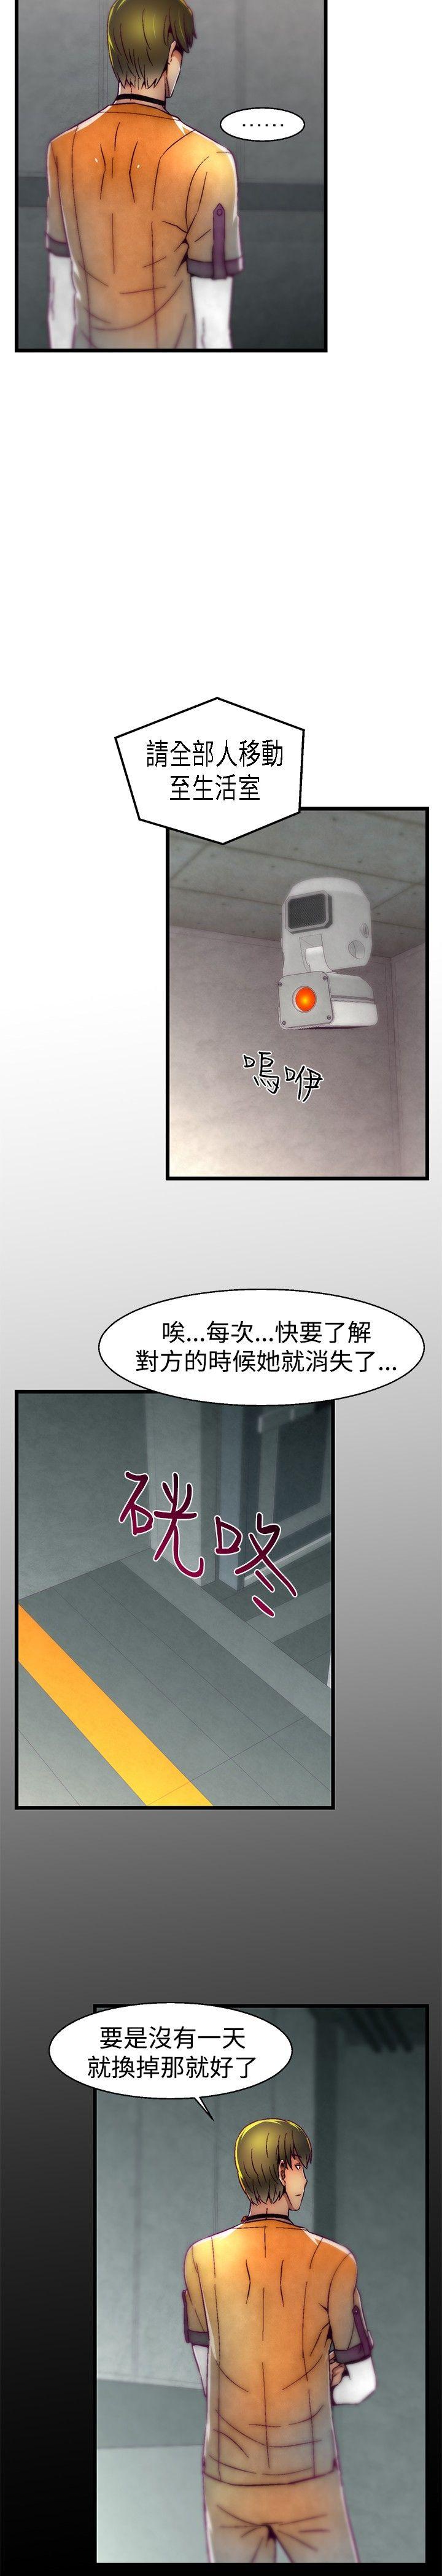 ......
請全部人移動
至生活室
嗚咿
唉...每次...快要了解
對方的時候她就消失了...
硄咚
要是沒有一天
就換掉那就好了